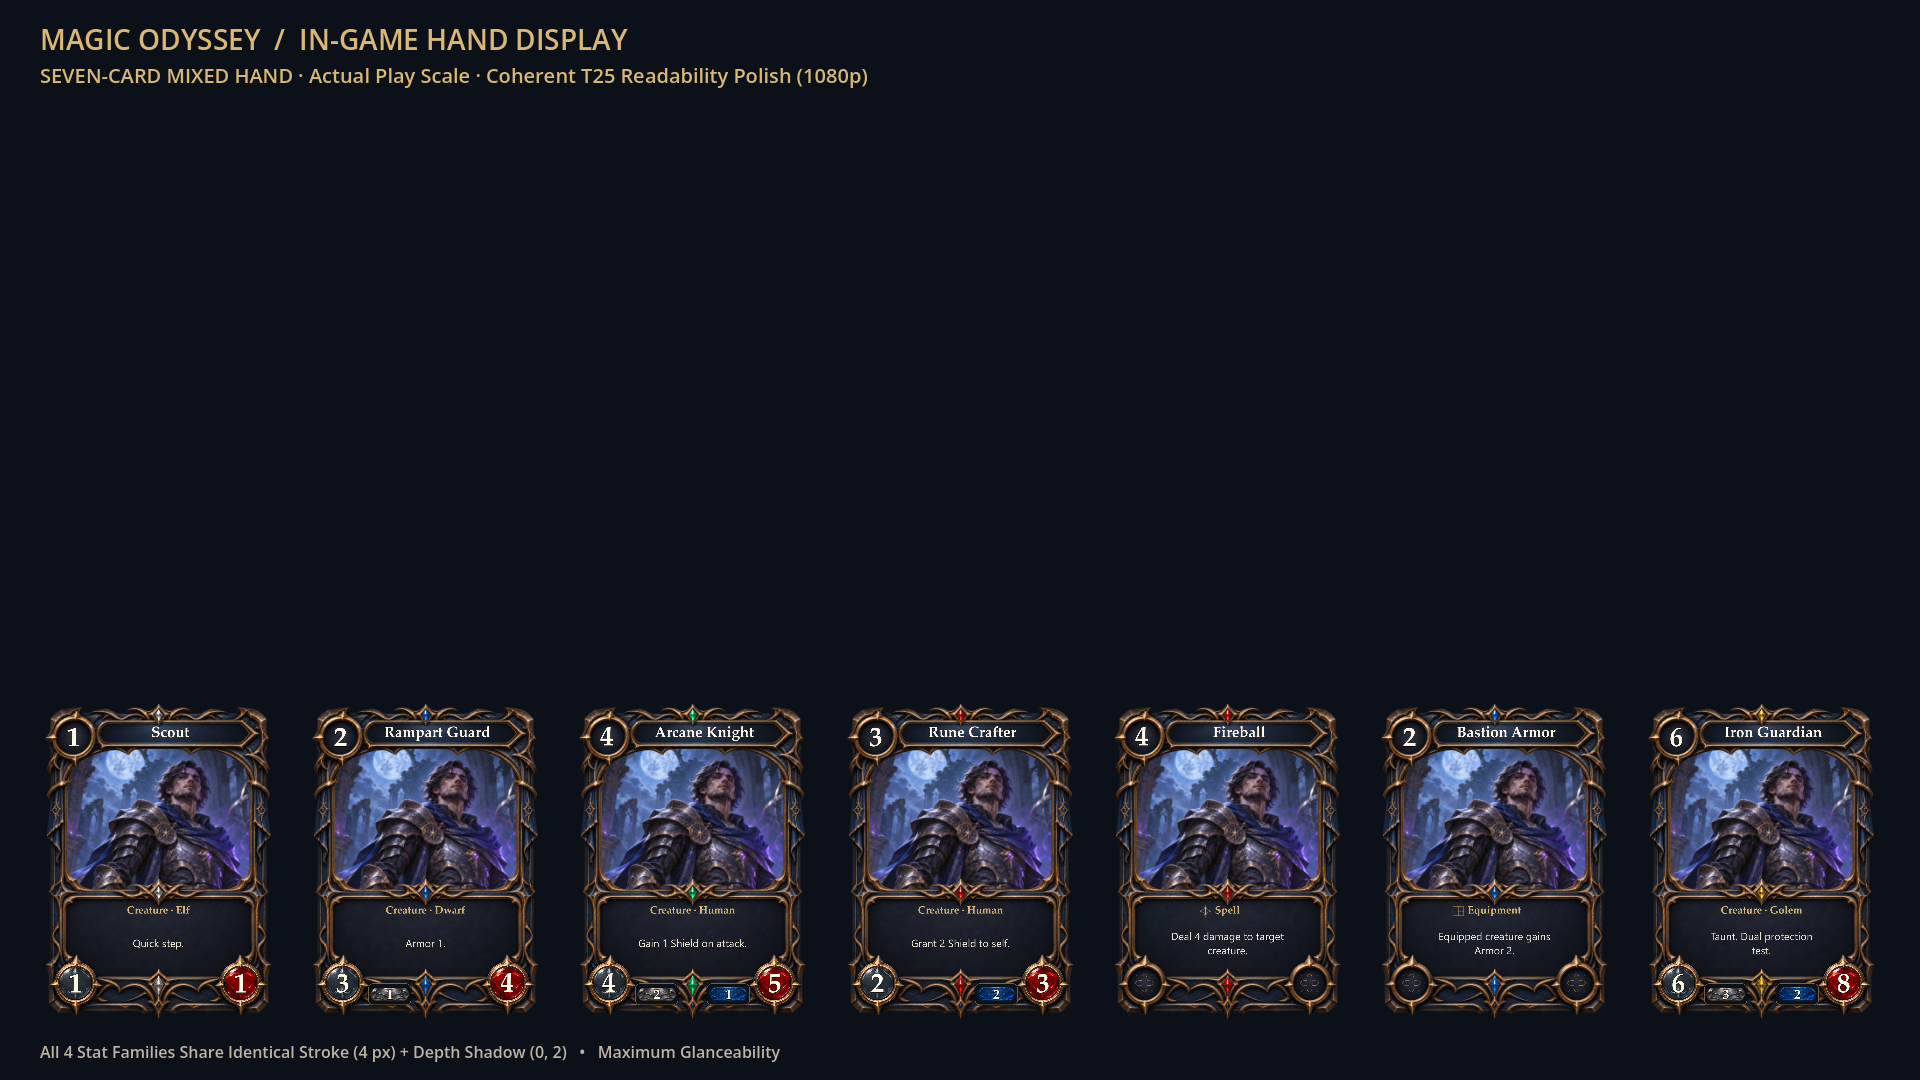 MAGIC ODYSSEY / IN-GAME HAND DISPLAY
SEVEN-CARD MIXED HAND · Actual Play Scale · Coherent T25 Readability Polish (1080p)
1
Scout
Creature · Elf
Quick step.
1
1
2
Rampart Guard
Creature · Dwarf
Armor 1.
3
1
4
4
Arcane Knight
Creature · Human
Gain 1 Shield on attack.
4
2
1
5
3
Rune Crafter
Creature · Human
Grant 2 Shield to self.
2
2
3
4
Fireball
Spell
Deal 4 damage to target
creature.
2
Bastion Armor
Equipment
Equipped creature gains
Armor 2.
6
Iron Guardian
Creature · Golem
Taunt. Dual protection
test.
6
3
2
8
All 4 Stat Families Share Identical Stroke (4 px) + Depth Shadow (0, 2) • Maximum Glanceability